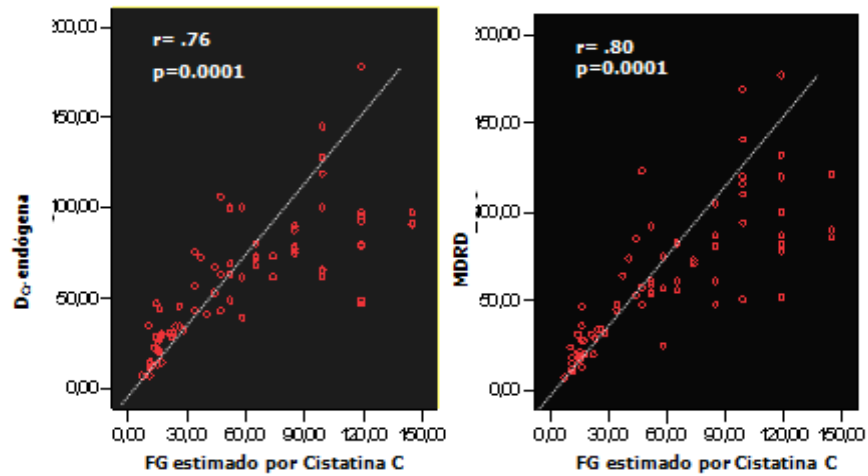 200,00
150,00
100,00
50,00
0,00
r= .76
p=0.0001
DCr endógena
0,00 30,00 60,00 90,00 120,00 150,00
FG estimado por Cistatina C
200,00
150,00
100,00
50,00
0,00
r= .80
p=0.0001
MDRD_
0,00 30,00 60,00 90,00 120,00 150,00
FG estimado por Cistatina C